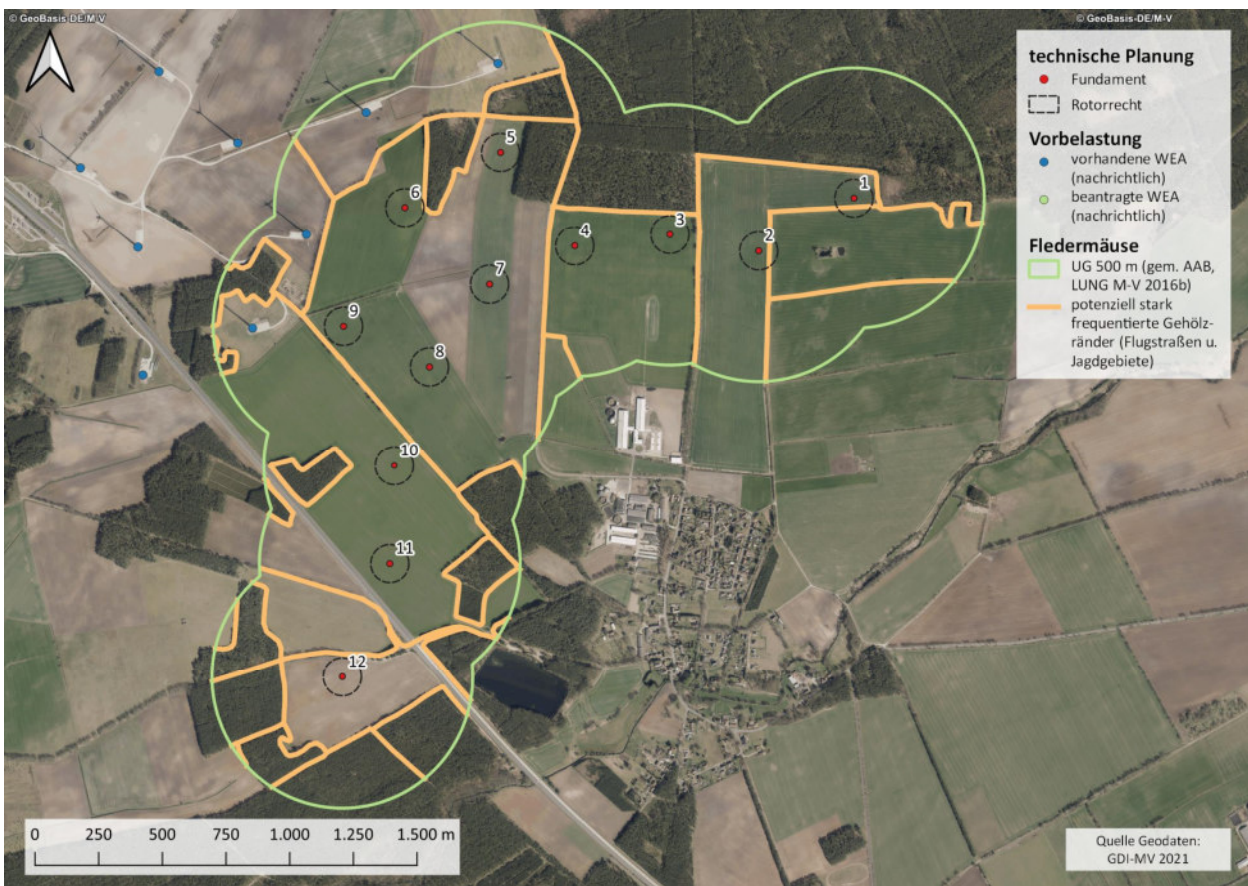 © GeoBasis-DE/M-V
© GeoBasis-DE/M-V
technische Planung
Fundament
Rotorrecht
Vorbelastung
vorhandene WEA
(nachrichtlich)
beantragte WEA
(nachrichtlich)
Fledermäuse
UG 500 m (gem. AAB,
LUNG M-V 2016b)
potenziell stark
frequentierte Gehölz-
ränder (Flugstraßen u.
Jagdgebiete)
5
1
6
3
4
2
7
9
8
10
11
12
0 250 500 750 1.000 1.250 1.500 m
Quelle Geodaten:
GDI-MV 2021